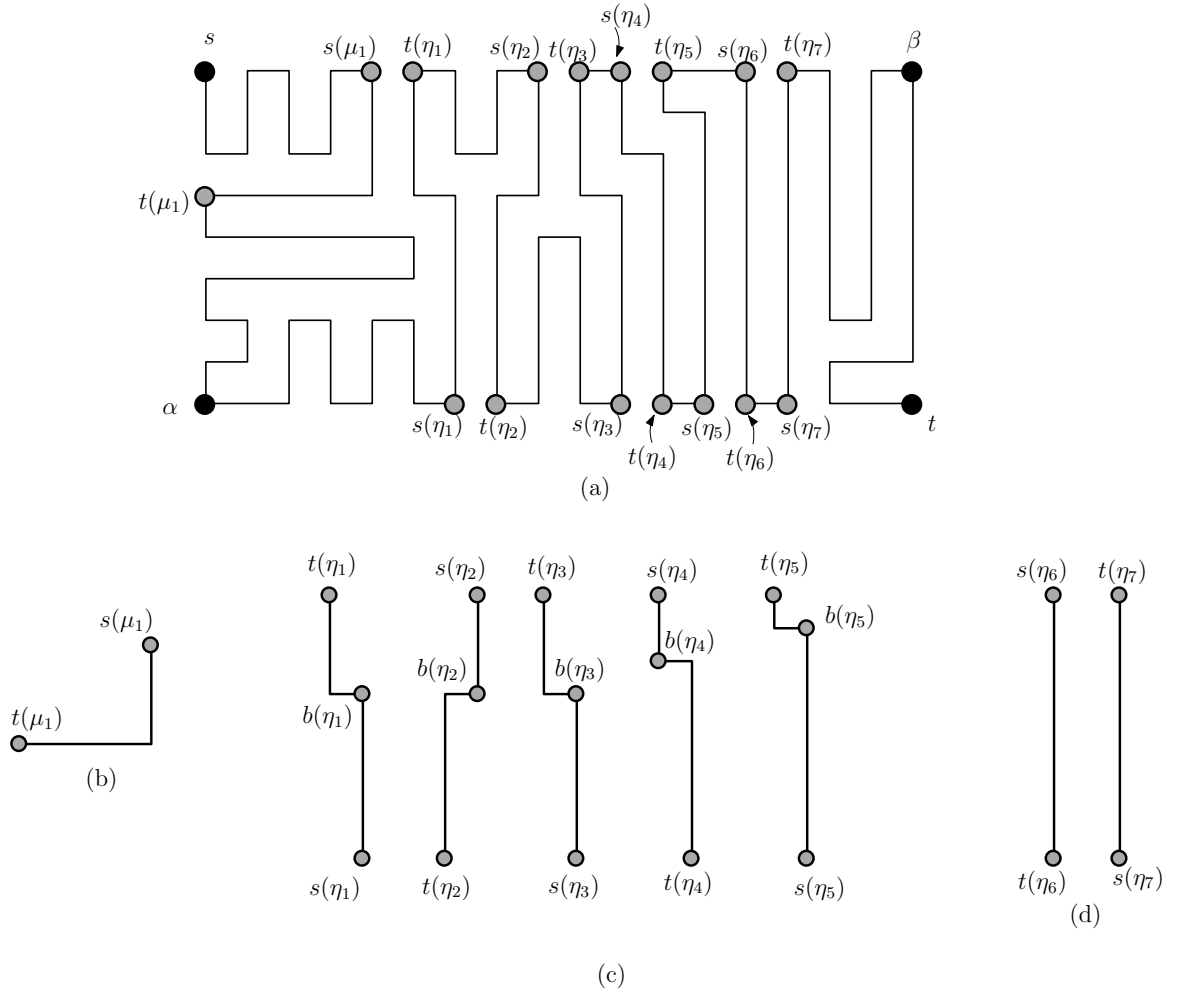 s(η₄)
s s(μ₁) t(η₁) s(η₂) t(η₃) t(η₅) s(η₆) t(η₇) β
t(μ₁)
α s(η₁) t(η₂) s(η₃) s(η₅) s(η₇) t
t(η₄) t(η₆)
(a)
t(η₁) s(η₂) t(η₃) s(η₄) t(η₅) s(η₆) t(η₇)
s(μ₁) b(η₅)
b(η₂) b(η₃) b(η₄)
t(μ₁) b(η₁)
(b)
s(η₁) t(η₂) s(η₃) t(η₄) s(η₅) t(η₆) s(η₇)
(d)
(c)